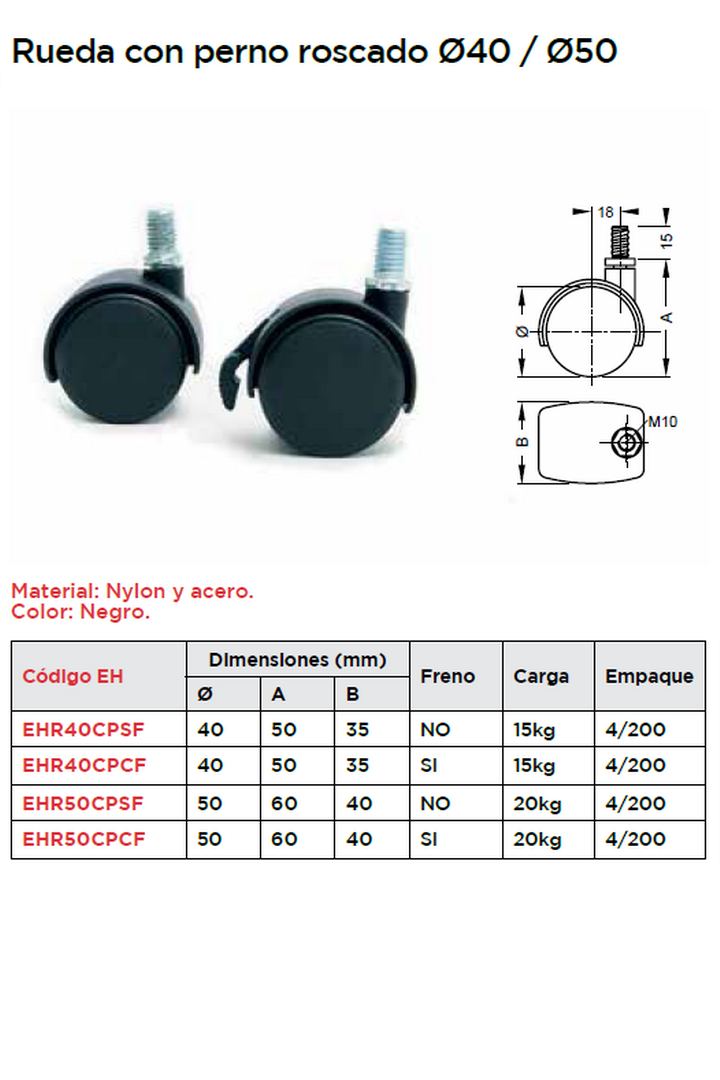 Rueda con perno roscado Ø40 / Ø50
18
15
A
Ø
B
M10
Material: Nylon y acero.
Color: Negro.
Código EH Dimensiones (mm) Freno Carga Empaque
Ø A B
EHR40CPSF 40 50 35 NO 15kg 4/200
EHR40CPCF 40 50 35 SI 15kg 4/200
EHR50CPSF 50 60 40 NO 20kg 4/200
EHR50CPCF 50 60 40 SI 20kg 4/200